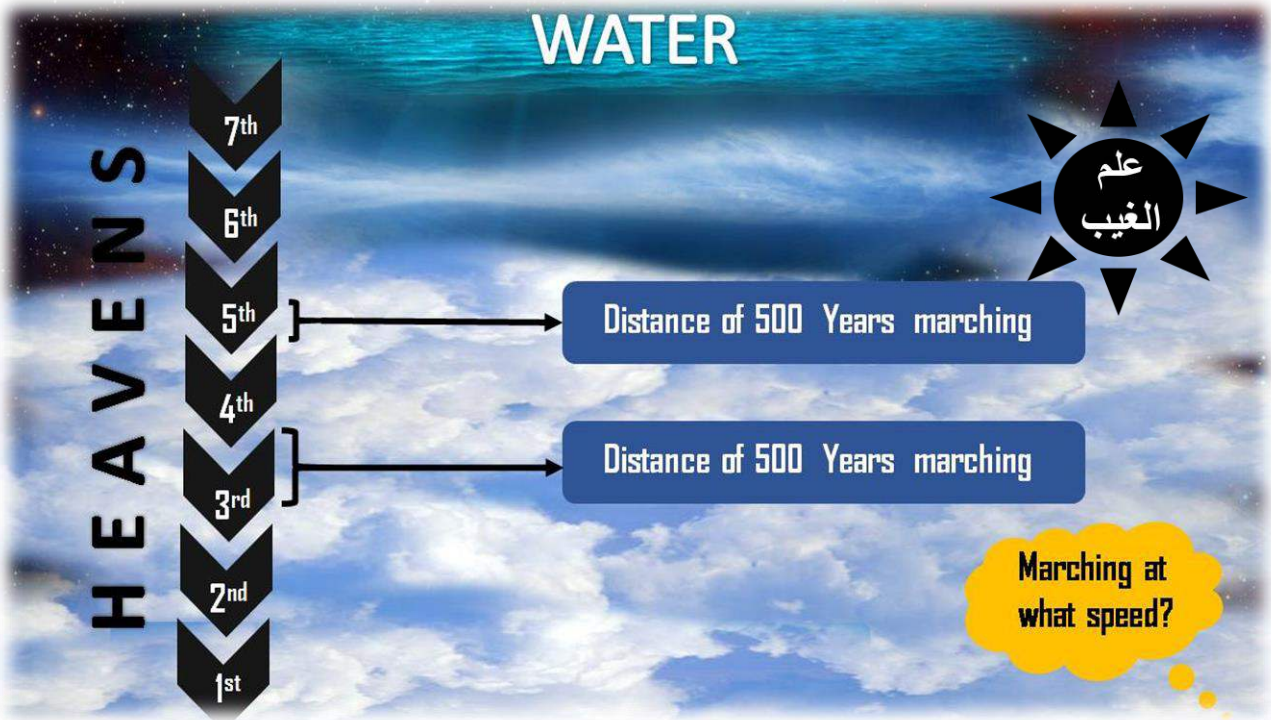 WATER
HEAVENS
7th
6th
5th
4th
3rd
2nd
1st
علم
الغيب
Distance of 500 Years marching
Distance of 500 Years marching
Marching at
what speed?